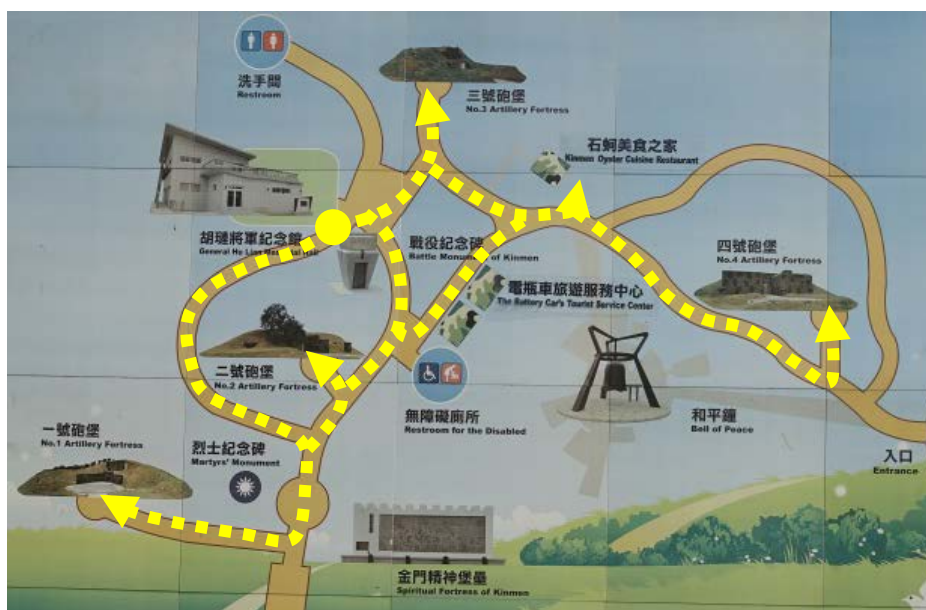 洗手間
Restroom
三號砲堡
No.3 Artillery Fortress
石蚵美食之家
Kinmen Oyster Cuisine Restaurant
胡璉將軍紀念館
General Hu Lian Memorial Hall
戰役紀念碑
Battle Monument of Kinmen
四號砲堡
No.4 Artillery Fortress
電瓶車旅遊服務中心
The Battery Car's Tourist Service Center
二號砲堡
No.2 Artillery Fortress
無障礙廁所
Restroom for the Disabled
和平鐘
Bell of Peace
一號砲堡
No.1 Artillery Fortress
烈士紀念碑
Martyrs' Monument
入口
Entrance
金門精神堡壘
Spiritual Fortress of Kinmen